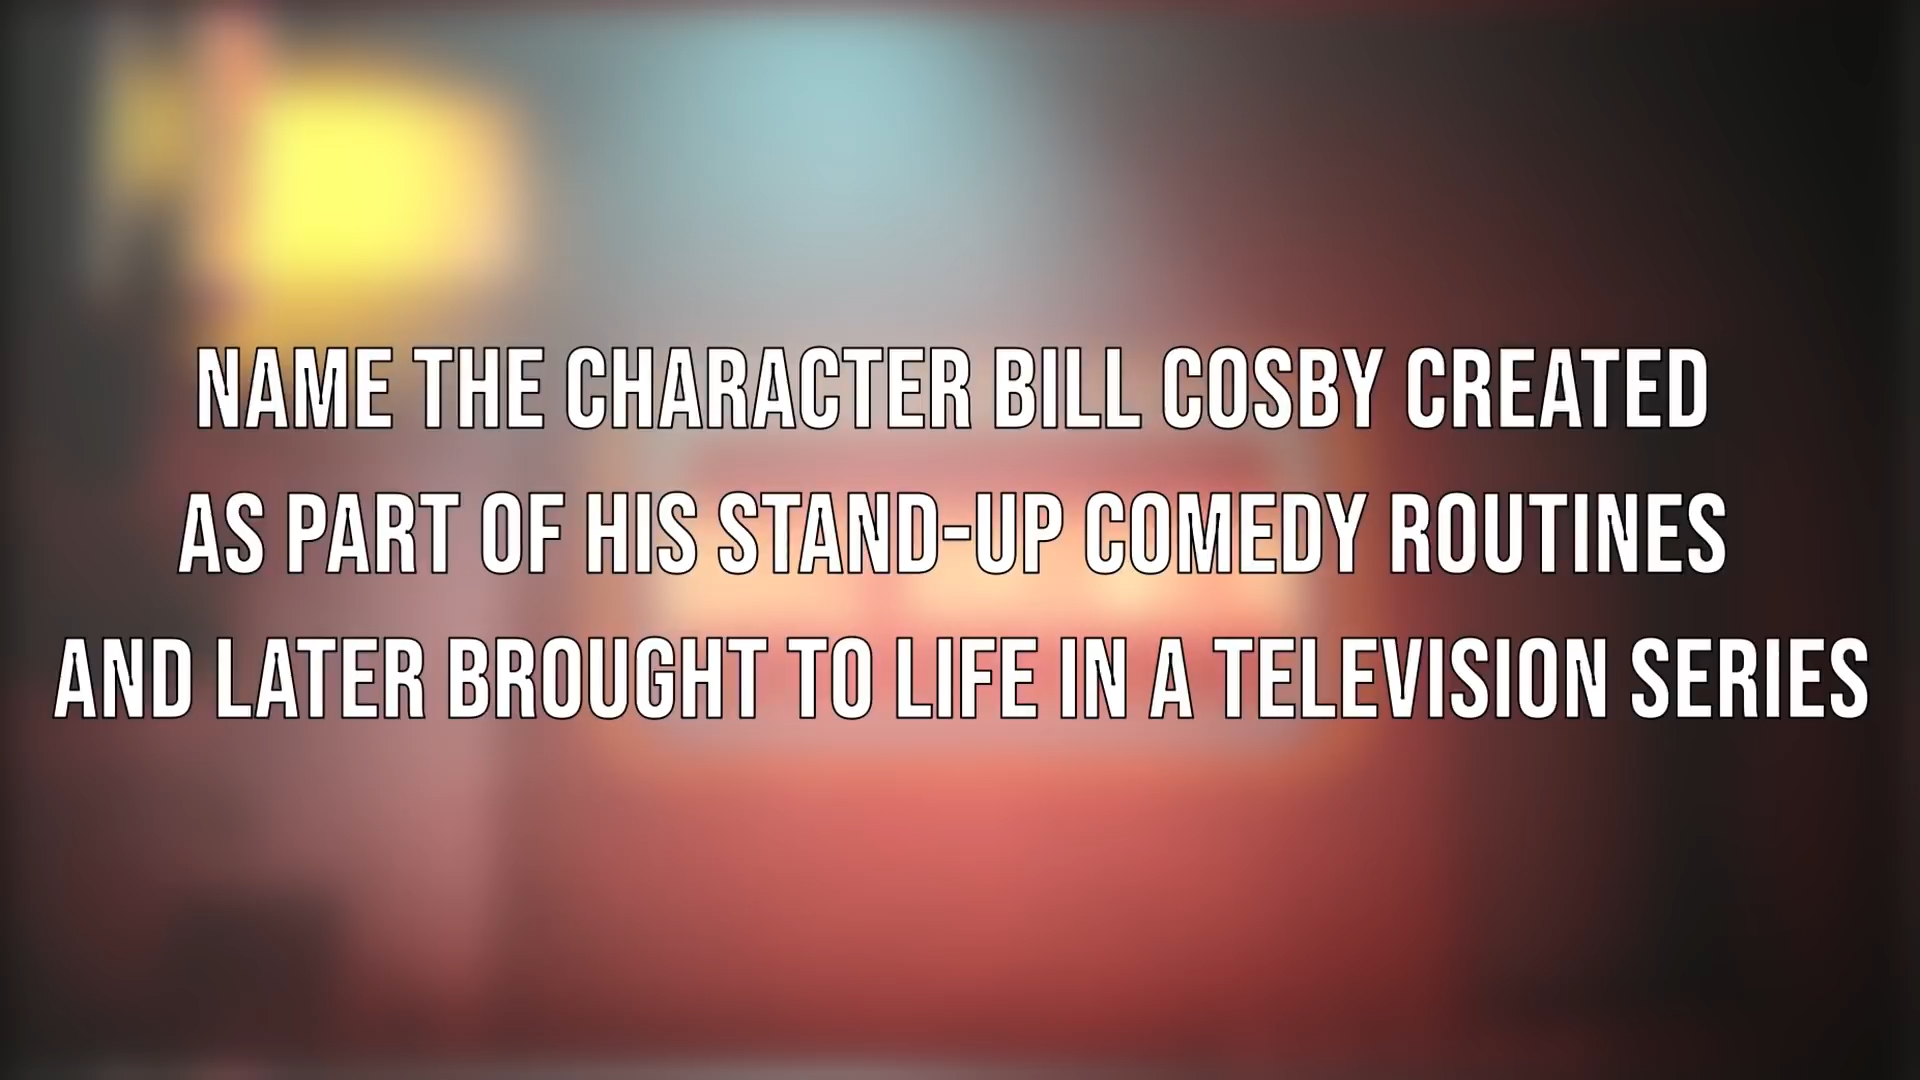 NAME THE CHARACTER BILL COSBY CREATED
AS PART OF HIS STAND-UP COMEDY ROUTINES
AND LATER BROUGHT TO LIFE IN A TELEVISION SERIES